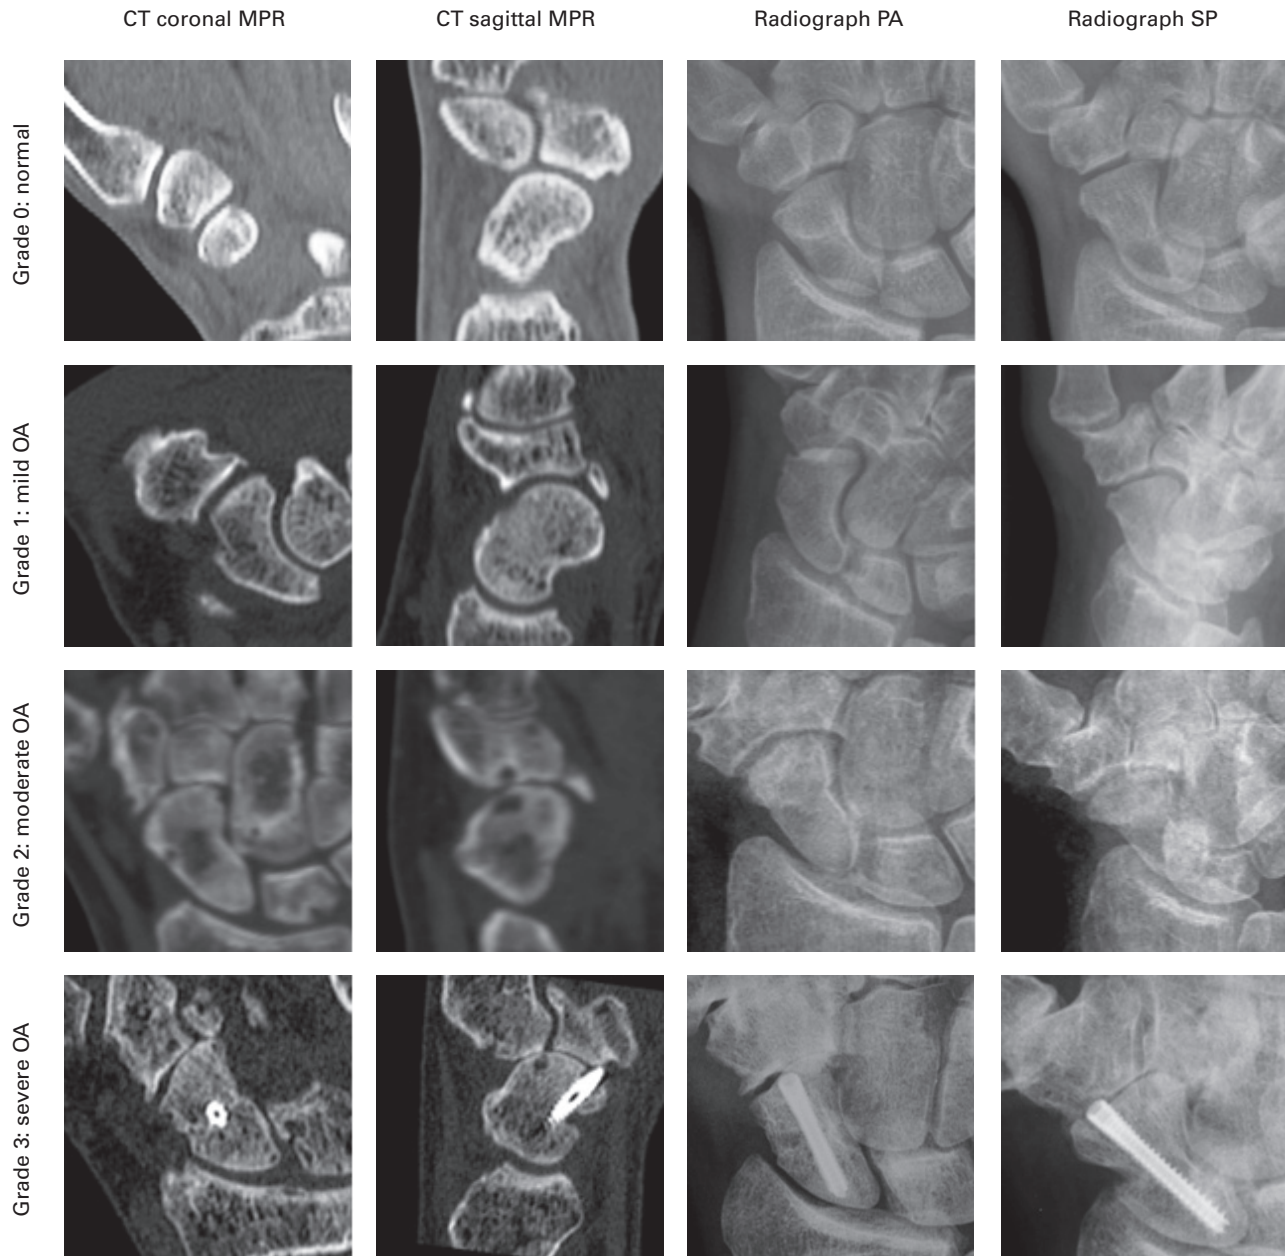 CT coronal MPR
CT sagittal MPR
Radiograph PA
Radiograph SP
Grade 0: normal
Grade 1: mild OA
Grade 2: moderate OA
Grade 3: severe OA